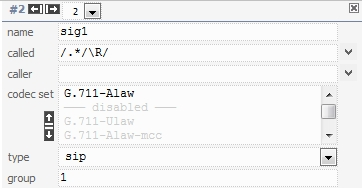 #2 2
name sig1
called /.*/\R/
caller
codec set G.711-Alaw
disabled
G.711-Ulaw
G.711-Alaw-mcc
type sip
group 1